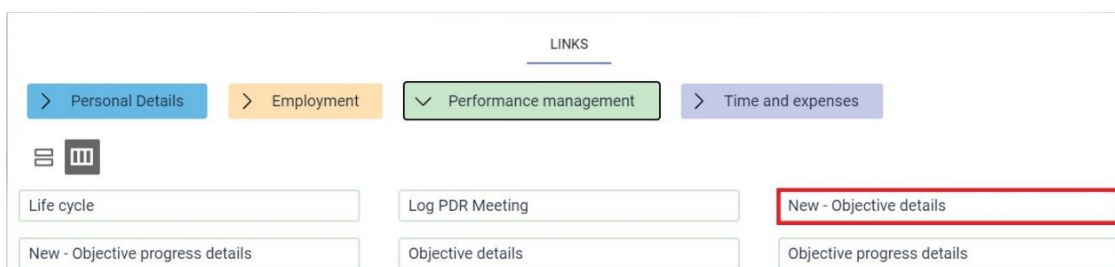 LINKS
Personal Details Employment Performance management Time and expenses
Life cycle Log PDR Meeting New - Objective details
New - Objective progress details Objective details Objective progress details